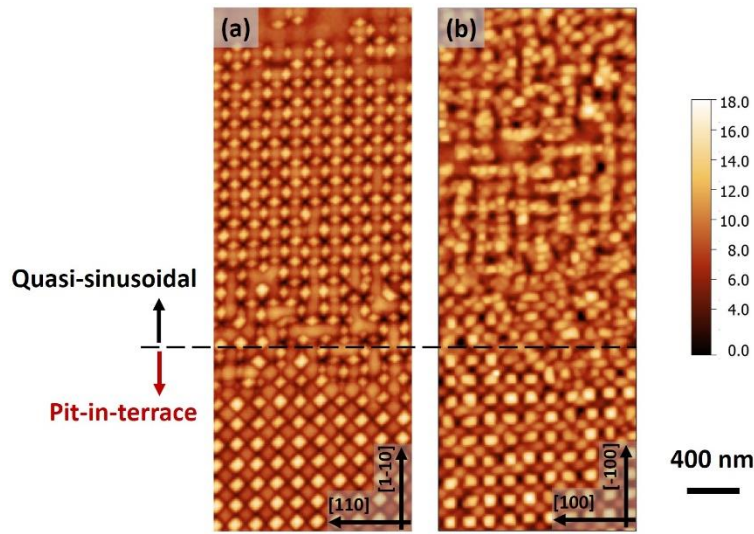 (a)
(b)
Quasi-sinusoidal
Pit-in-terrace
[110]
[1-10]
[100]
[-100]
18.0
16.0
14.0
12.0
10.0
8.0
6.0
4.0
0.0
400 nm